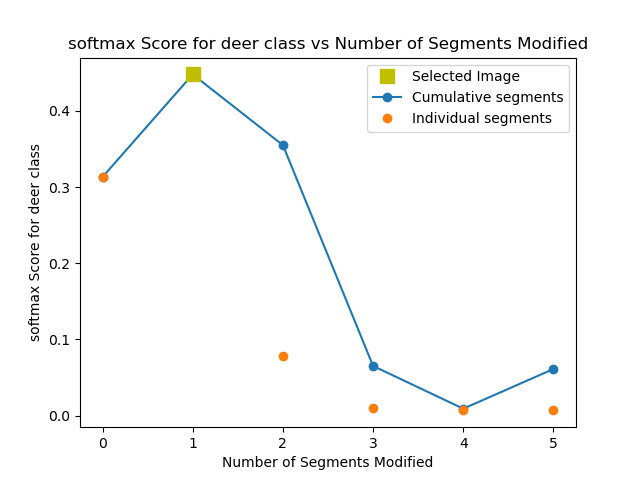 softmax Score for deer class vs Number of Segments Modified
Selected Image
Cumulative segments
Individual segments
softmax Score for deer class
0.4
0.3
0.2
0.1
0.0
0 1 2 3 4 5
Number of Segments Modified